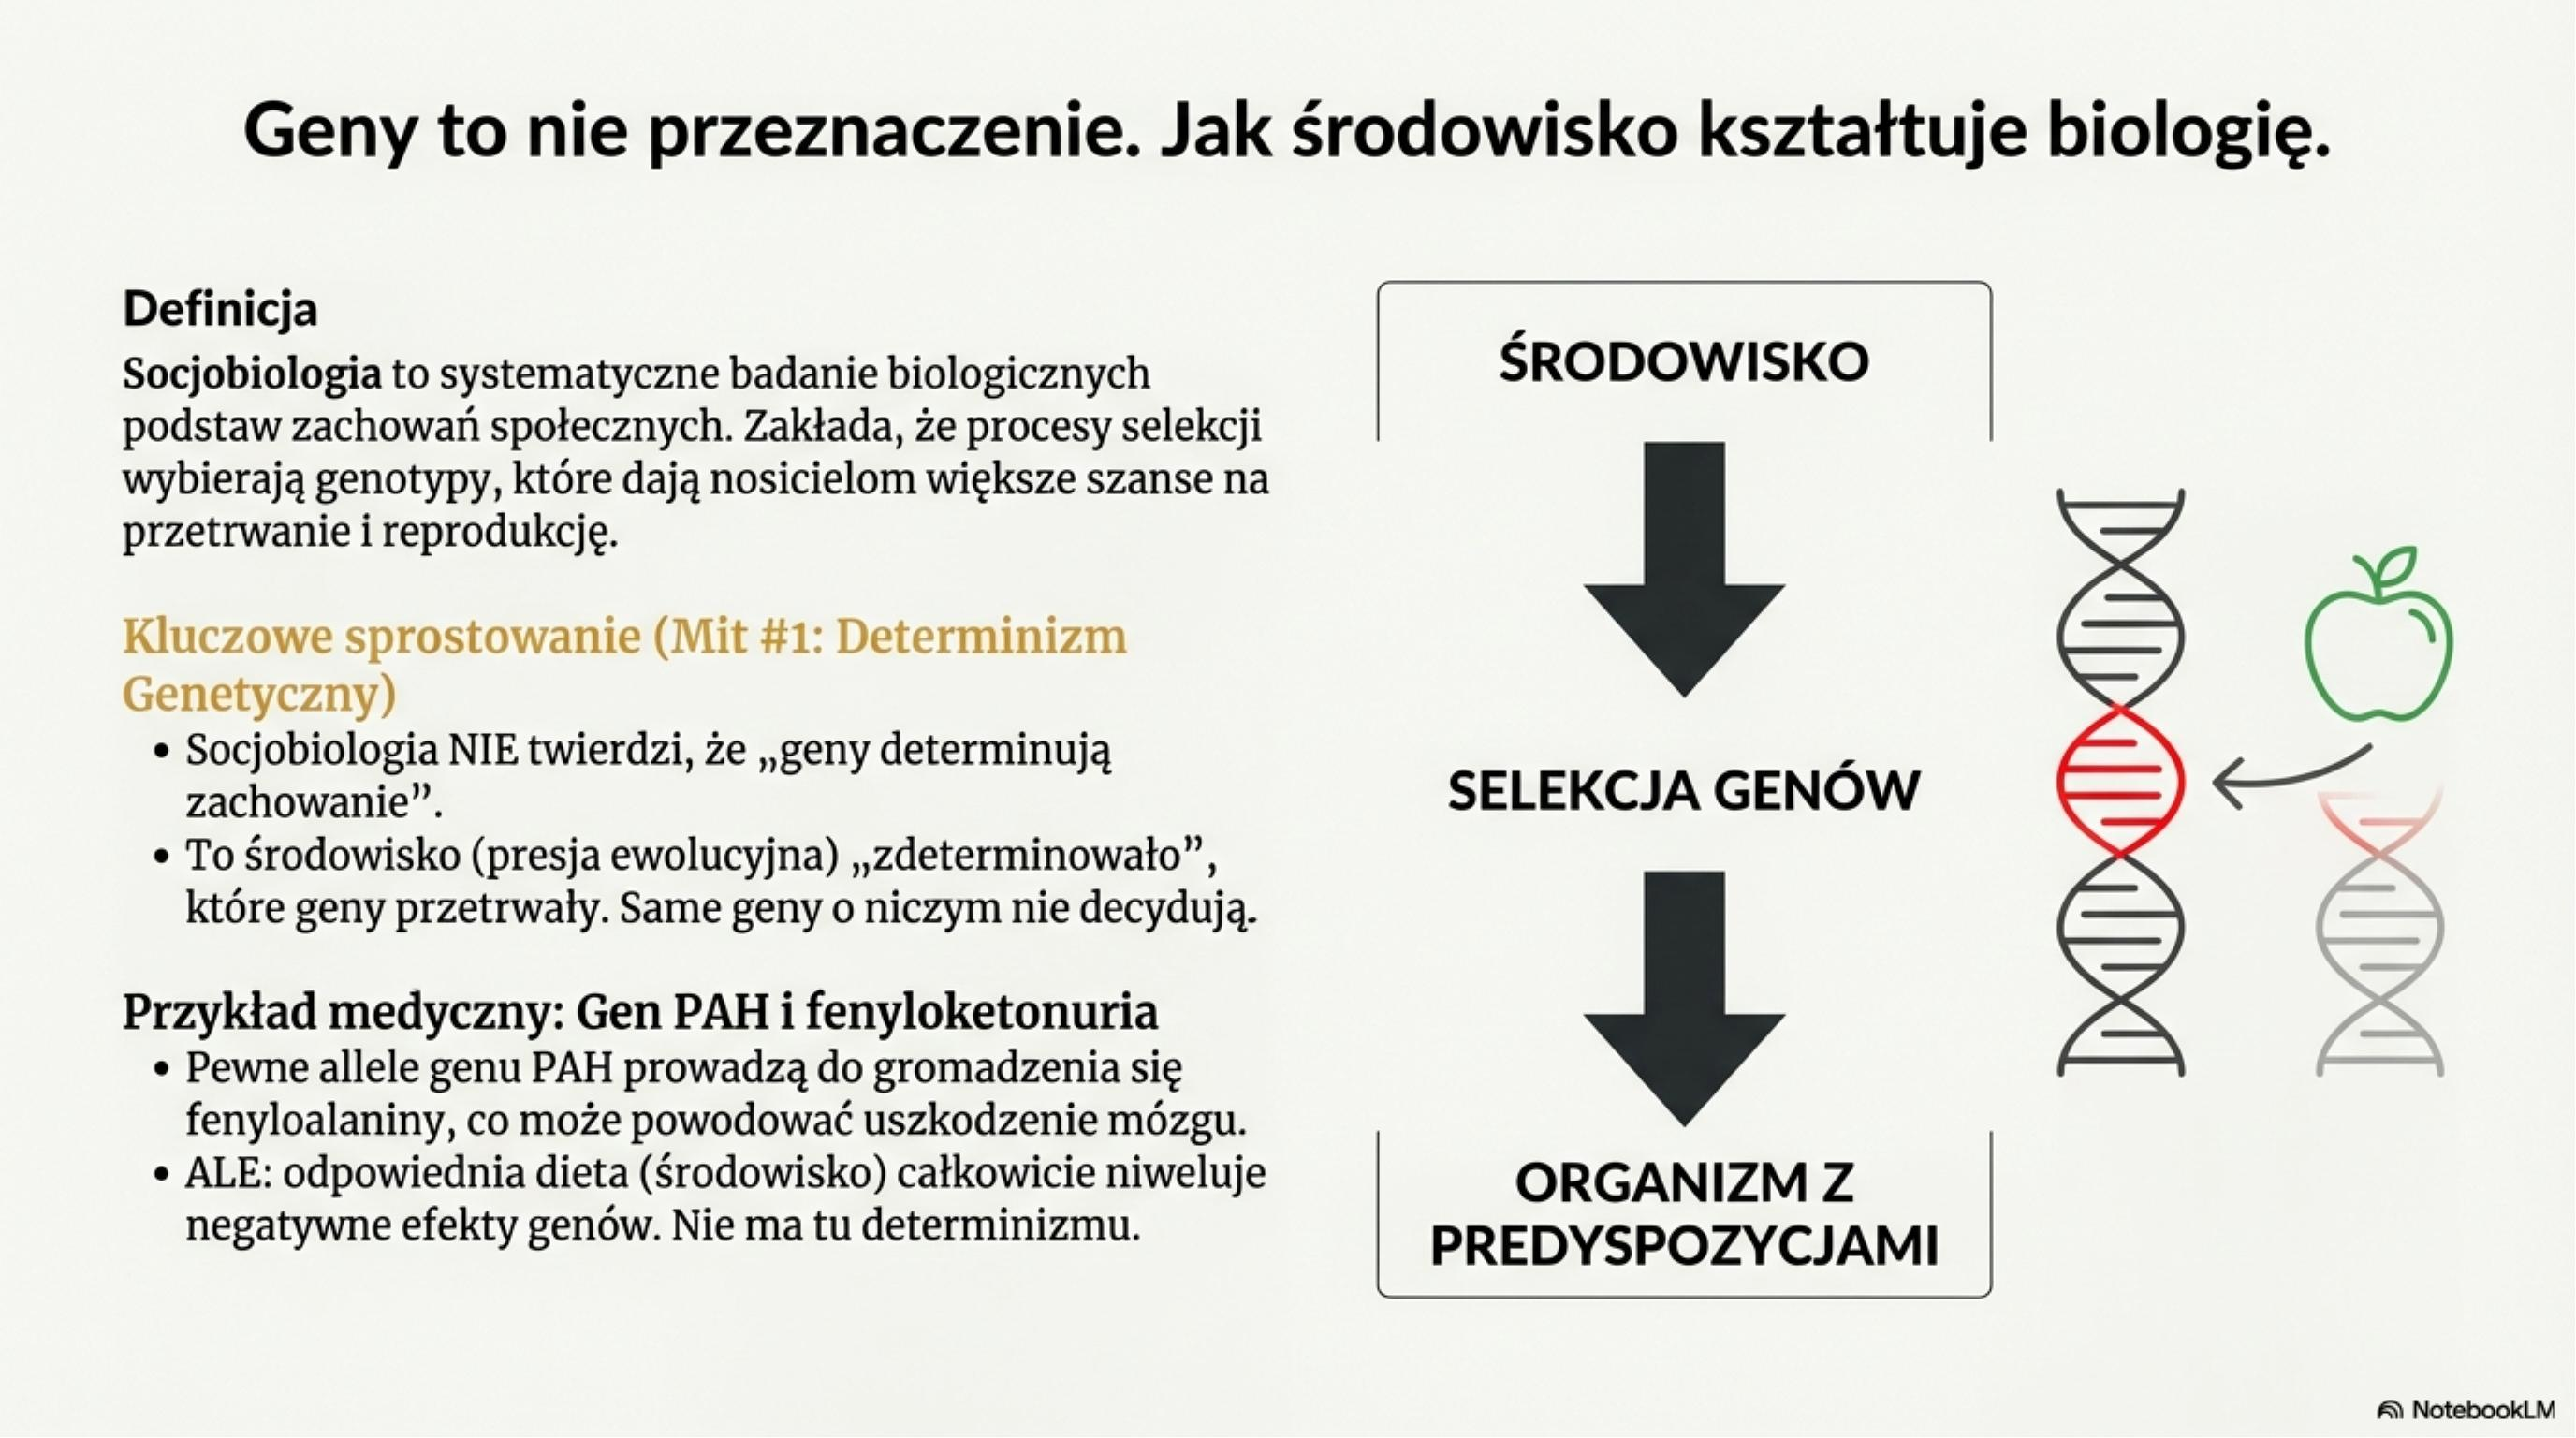 Geny to nie przeznaczenie. Jak środowisko kształtuje biologię.
Definicja
Socjobiologia to systematyczne badanie biologicznych
podstaw zachowań społecznych. Zakłada, że procesy selekcji
wybierają genotypy, które dają nosicielom większe szanse na
przetrwanie i reprodukcję.
Kluczowe sprostowanie (Mit #1: Determinizm
Genetyczny)
• Socjobiologia NIE twierdzi, że „geny determinują
zachowanie”.
• To środowisko (presja ewolucyjna) „zdeterminowało”,
które geny przetrwały. Same geny o niczym nie decydują.
Przykład medyczny: Gen PAH i fenyloketonuria
• Pewne allele genu PAH prowadzą do gromadzenia się
fenyloalaniny, co może powodować uszkodzenie mózgu.
• ALE: odpowiednia dieta (środowisko) całkowicie niweluje
negatywne efekty genów. Nie ma tu determinizmu.
ŚRODOWISKO
SELEKCJA GENÓW
ORGANIZM Z
PREDYSPOZYCJAMI
NotebookLM